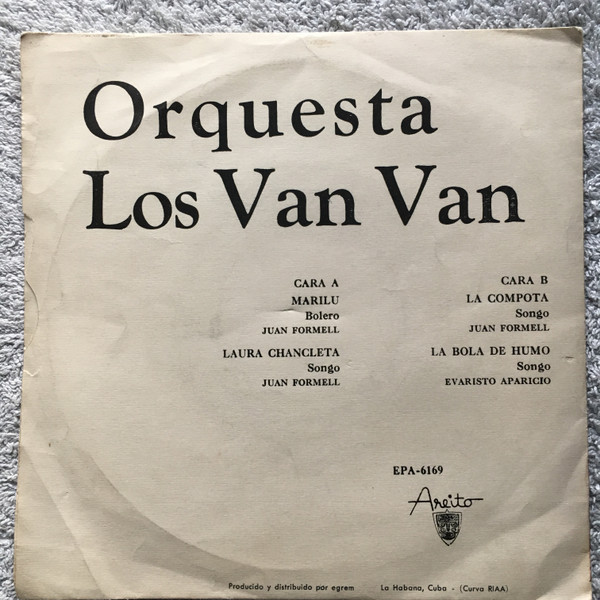 Orquesta
Los Van Van
CARA A
MARILU
Bolero
JUAN FORMELL
LAURA CHANCLETA
Songo
JUAN FORMELL
CARA B
LA COMPOTA
Songo
JUAN FORMELL
LA BOLA DE HUMO
Songo
EVARISTO APARICIO
EPA-6169
Areito
Producido y distribuido por egrem La Habana, Cuba - (Curva RIAA)